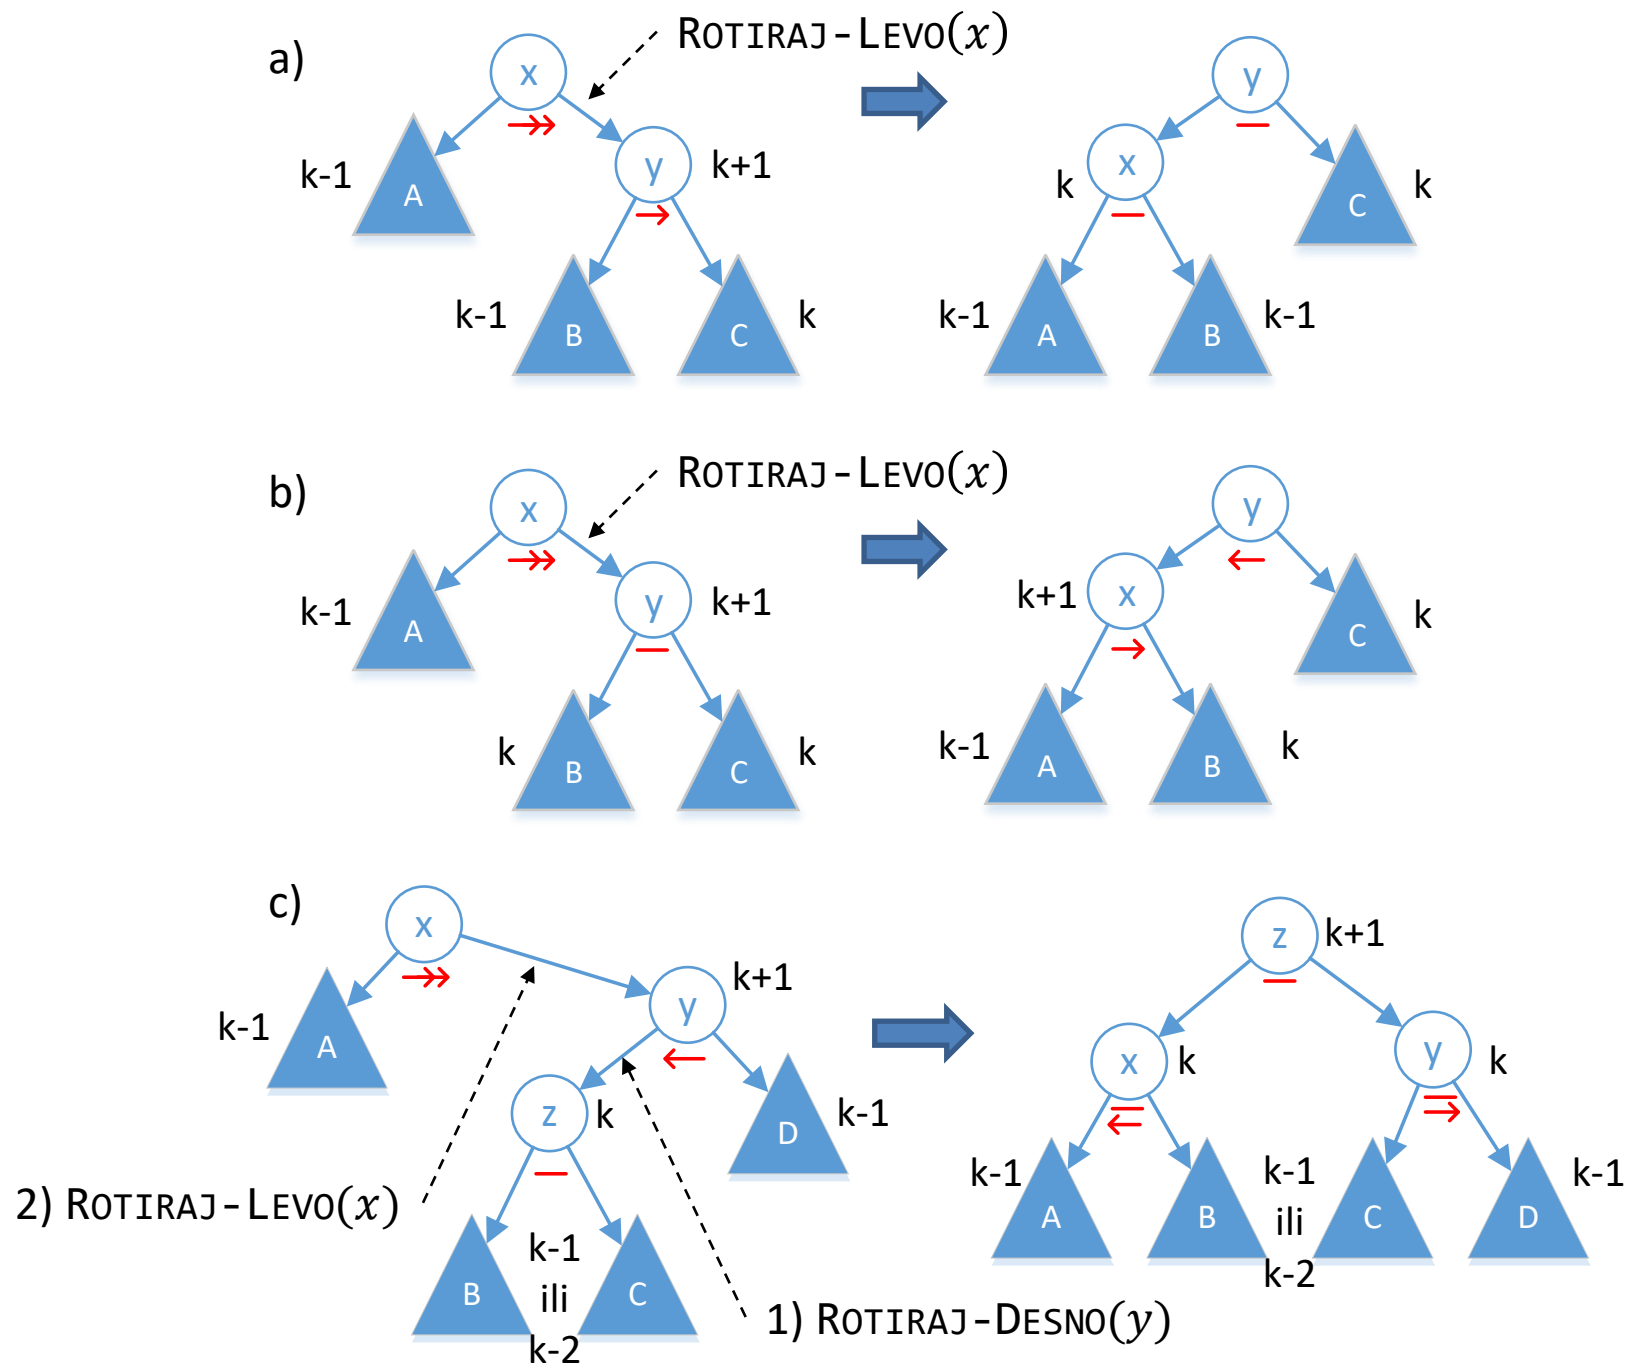 a)
ROTIRAJ-LEVO(x)
x
y
k-1
A
y
k+1
x
k
C
k
k-1
B
C
k
k-1
A
B
k-1
b)
ROTIRAJ-LEVO(x)
x
y
k-1
A
y
k+1
k+1
x
C
k
k
B
C
k
k-1
A
B
k
c)
x
z
k+1
k-1
A
y
k+1
x
k
y
k
z
k
D
k-1
2) ROTIRAJ-LEVO(x)
k-1
A
B
k-1
ili
k-2
C
D
k-1
B
k-1
ili
k-2
C
1) ROTIRAJ-DESNO(y)